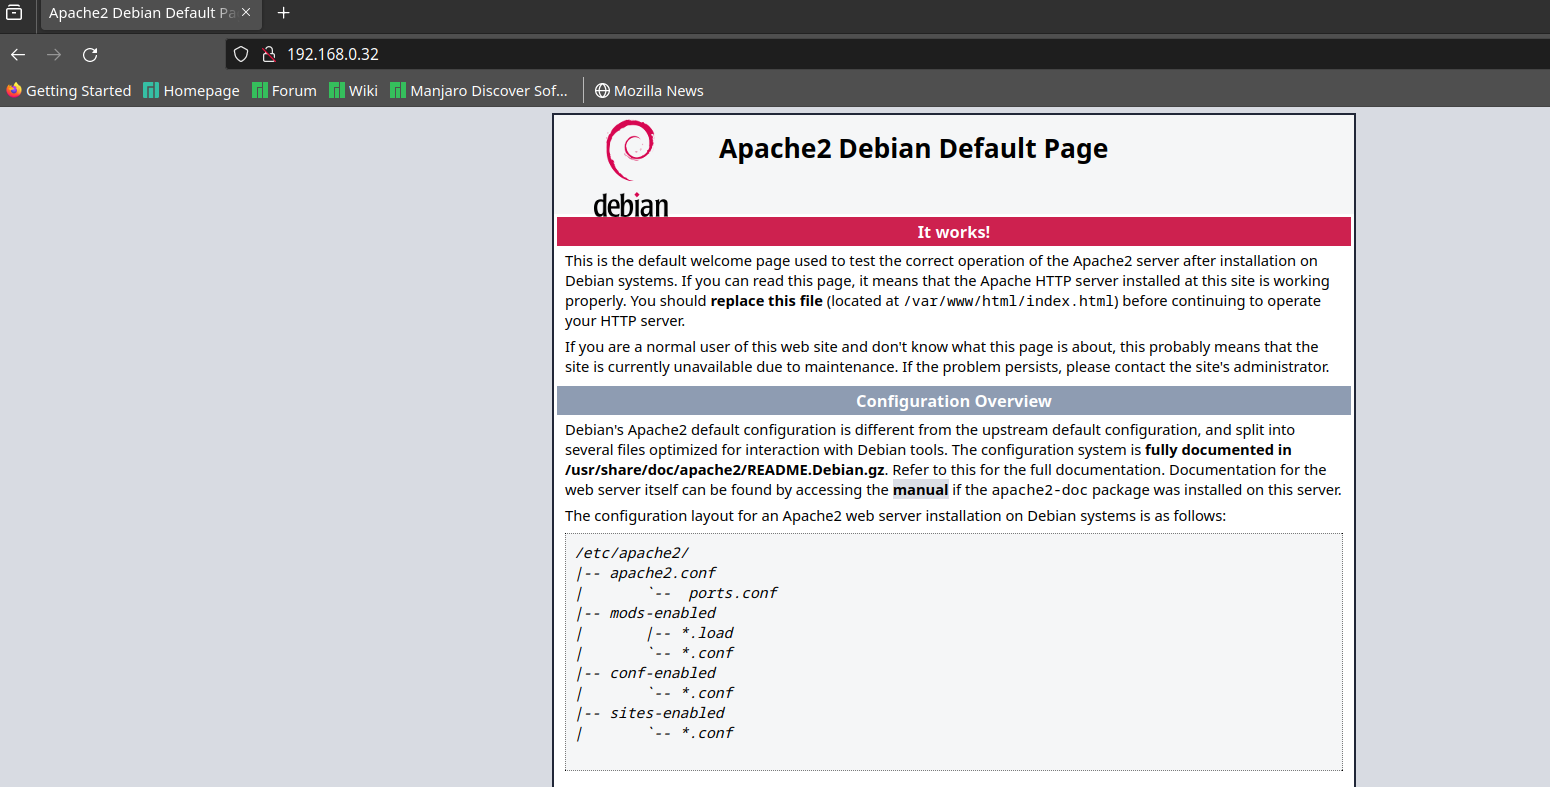 Apache2 Debian Default Pa
192.168.0.32
Getting Started Homepage Forum Wiki Manjaro Discover Sof... Mozilla News
debian
Apache2 Debian Default Page
It works!
This is the default welcome page used to test the correct operation of the Apache2 server after installation on
Debian systems. If you can read this page, it means that the Apache HTTP server installed at this site is working
properly. You should replace this file (located at /var/www/html/index.html) before continuing to operate
your HTTP server.
If you are a normal user of this web site and don't know what this page is about, this probably means that the
site is currently unavailable due to maintenance. If the problem persists, please contact the site's administrator.
Configuration Overview
Debian's Apache2 default configuration is different from the upstream default configuration, and split into
several files optimized for interaction with Debian tools. The configuration system is fully documented in
/usr/share/doc/apache2/README.Debian.gz. Refer to this for the full documentation. Documentation for the
web server itself can be found by accessing the manual if the apache2-doc package was installed on this server.
The configuration layout for an Apache2 web server installation on Debian systems is as follows:
/etc/apache2/
|-- apache2.conf
|       `--  ports.conf
|-- mods-enabled
|       |-- *.load
|       `-- *.conf
|-- conf-enabled
|       `-- *.conf
|-- sites-enabled
|       `-- *.conf